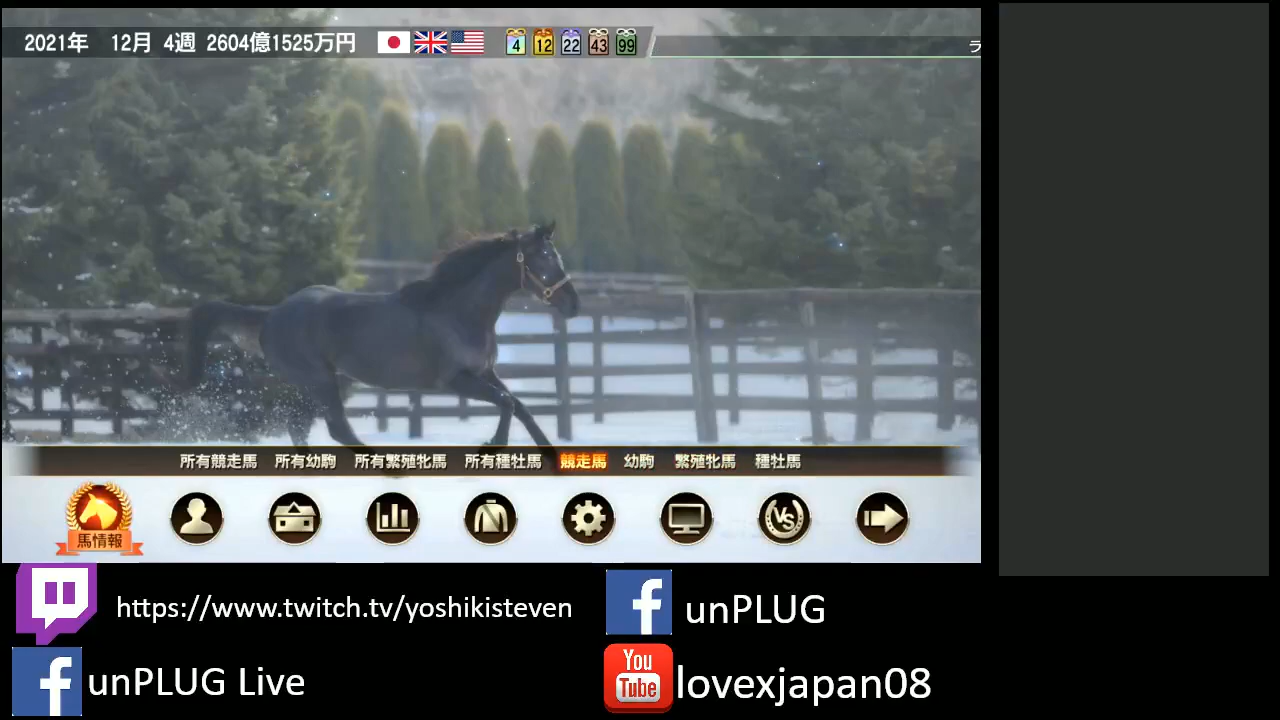 2021年 12月 4週 2604億1525万円 4 12 22 43 99 ラ
所有競走馬 所有幼駒 所有繁殖牝馬 所有種牡馬 競走馬 幼駒 繁殖牝馬 種牡馬
馬情報 VS
https://www.twitch.tv/yoshikisteven
f unPLUG
f unPLUG Live
You Tube lovexjapan08